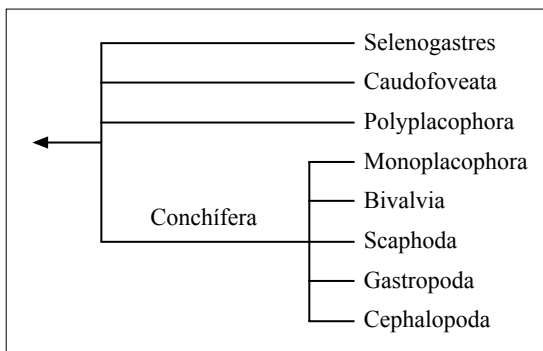 Selenogastres
Caudofoveata
Polyplacophora
Monoplacophora
Conchífera
Bivalvia
Scaphoda
Gastropoda
Cephalopoda